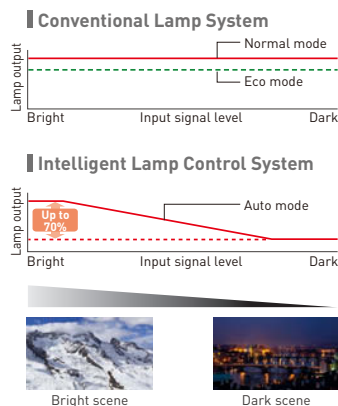 Conventional Lamp System
Lamp output
Normal mode
Eco mode
Bright Input signal level Dark
Intelligent Lamp Control System
Lamp output
Up to
70%
Auto mode
Bright Input signal level Dark
Bright scene Dark scene